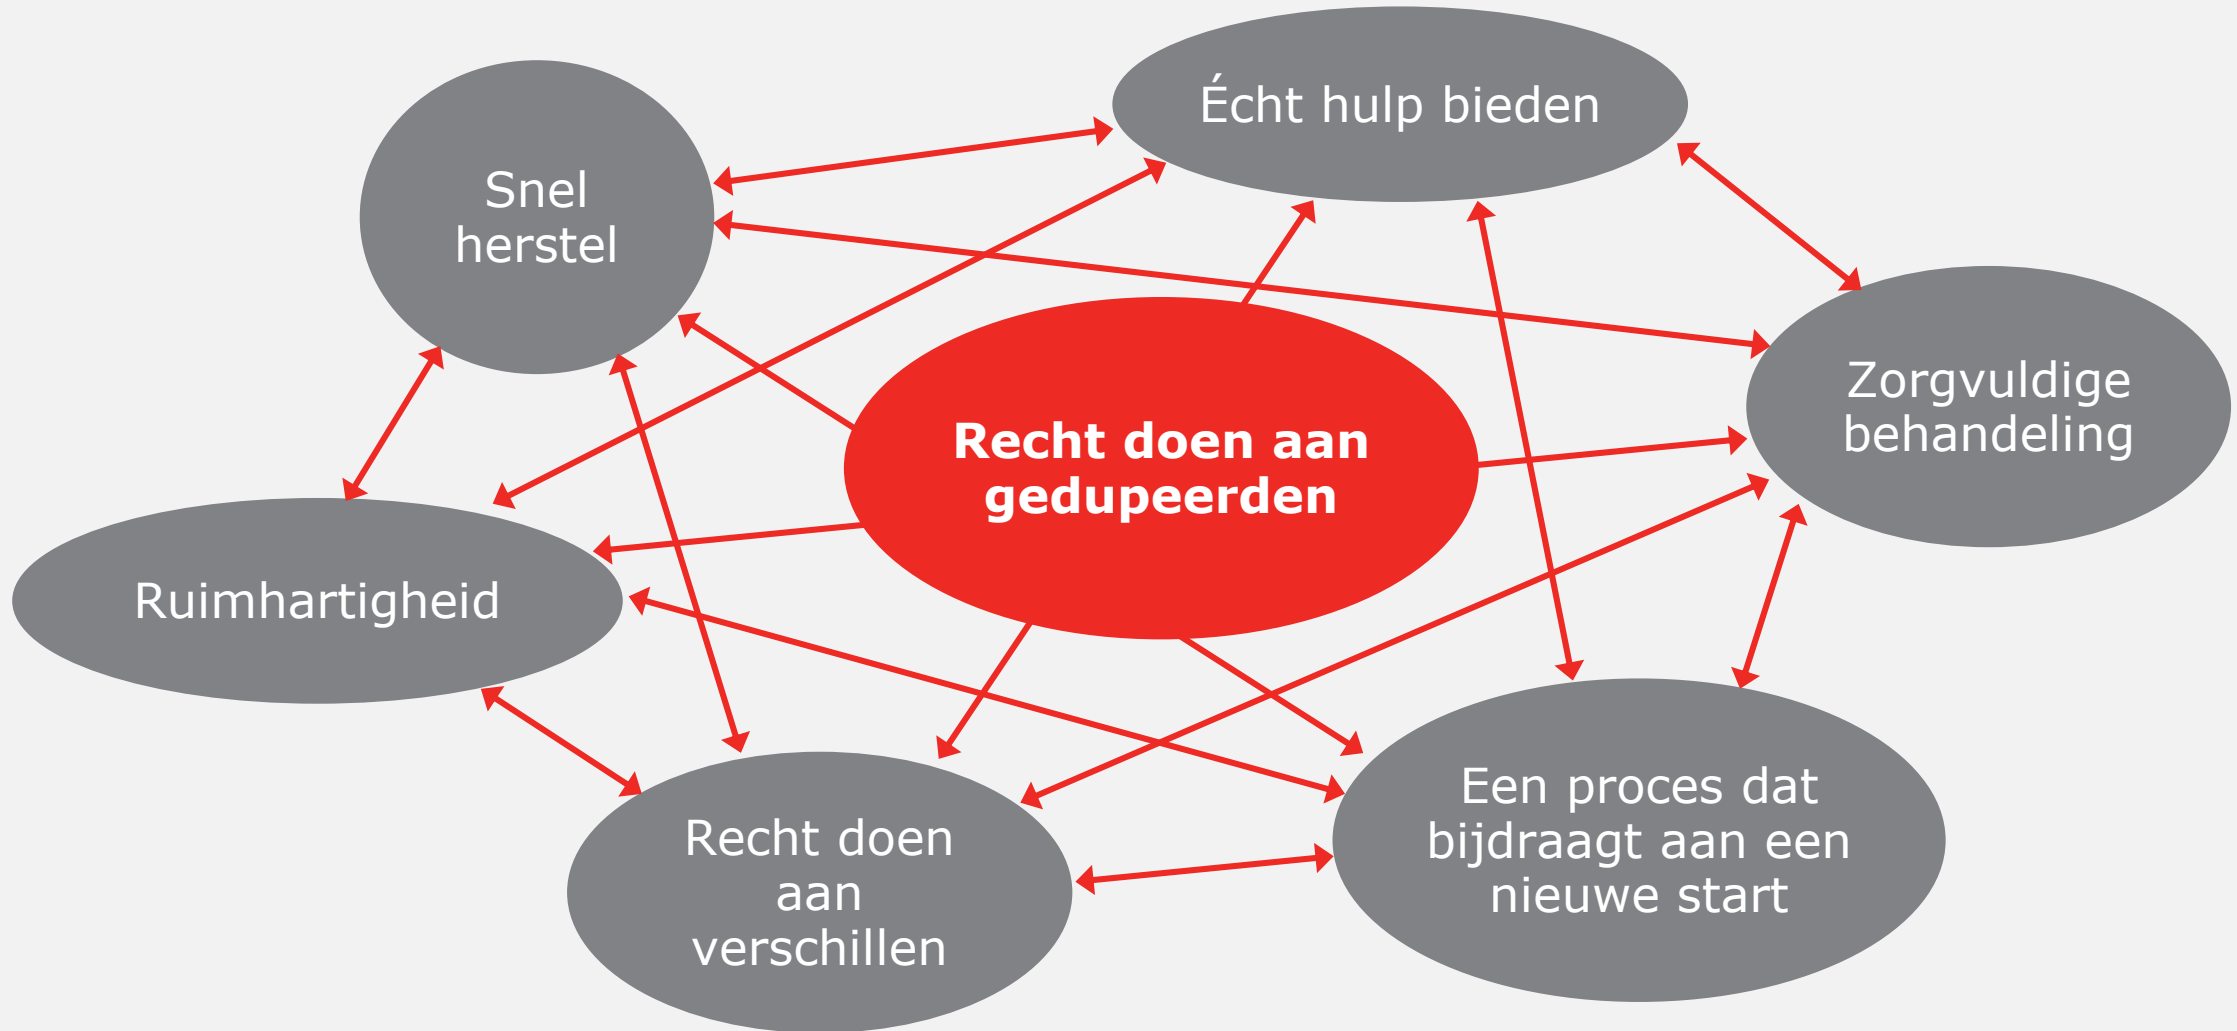 Écht hulp bieden
Snel
herstel
Zorgvuldige
behandeling
Recht doen aan
gedupeerden
Ruimhartigheid
Een proces dat
bijdraagt aan een
nieuwe start
Recht doen
aan
verschillen